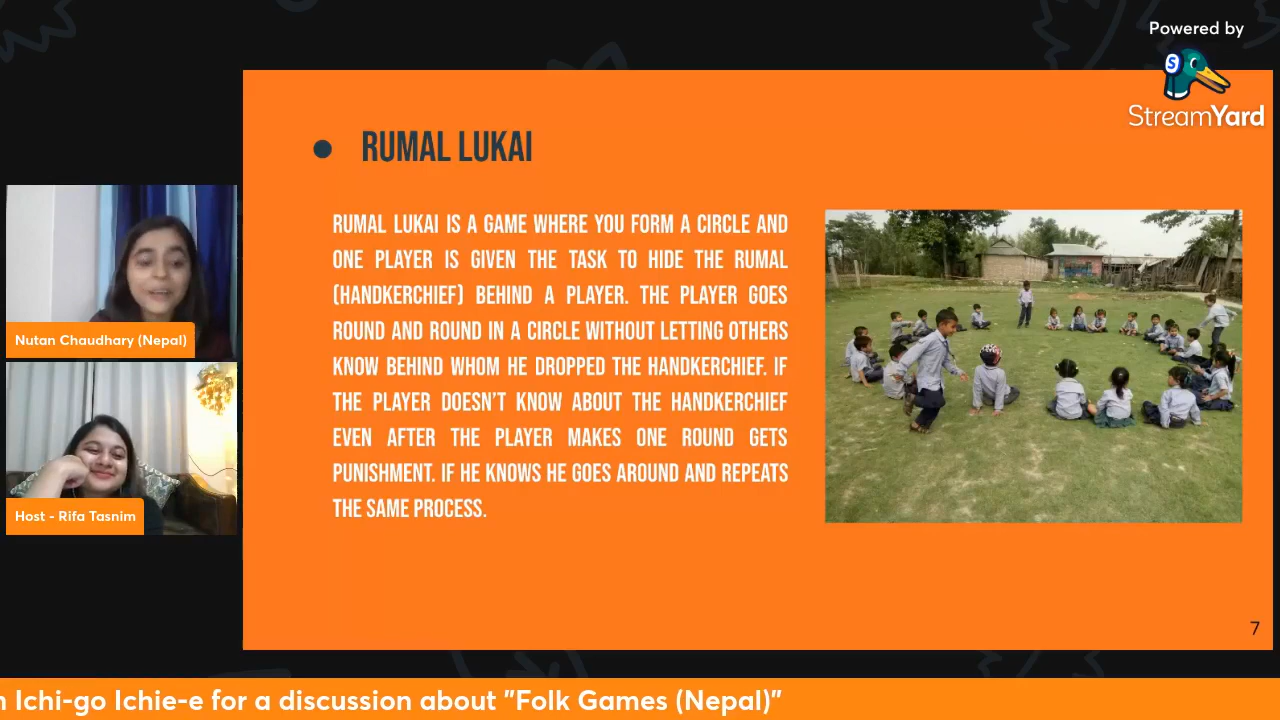 Powered by
StreamYard
RUMAL LUKAI
RUMAL LUKAI IS A GAME WHERE YOU FORM A CIRCLE AND
ONE PLAYER IS GIVEN THE TASK TO HIDE THE RUMAL
(HANDKERCHIEF) BEHIND A PLAYER. THE PLAYER GOES
ROUND AND ROUND IN A CIRCLE WITHOUT LETTING OTHERS
KNOW BEHIND WHOM HE DROPPED THE HANDKERCHIEF. IF
THE PLAYER DOESN'T KNOW ABOUT THE HANDKERCHIEF
EVEN AFTER THE PLAYER MAKES ONE ROUND GETS
PUNISHMENT. IF HE KNOWS HE GOES AROUND AND REPEATS
THE SAME PROCESS.
Nutan Chaudhary (Nepal)
Host - Rifa Tasnim
7
Ichi-go Ichie-e for a discussion about "Folk Games (Nepal)"